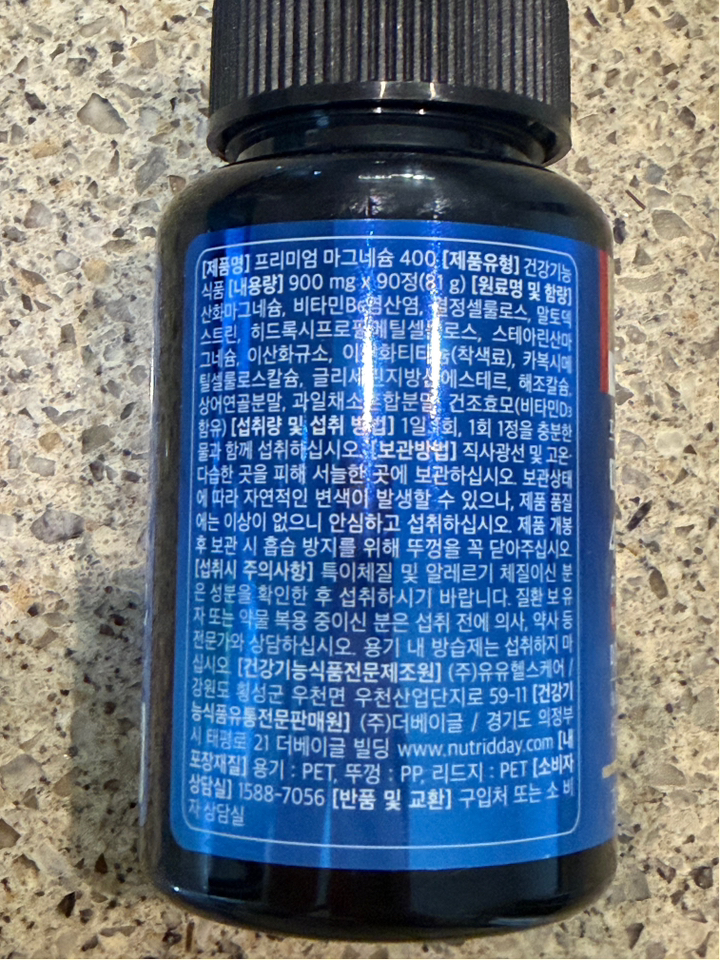 [제품명] 프리미엄 마그네슘 400 [제품유형] 건강기능
식품 [내용량] 900 mg x 90정(81 g) [원료명 및 함량]
산화마그네슘, 비타민B₆염산염, 결정셀룰로스, 말토덱
스트린, 히드록시프로필메틸셀룰로스, 스테아린산마
그네슘, 이산화규소, 이산화티타늄(착색료), 카복시메
틸셀룰로스칼슘, 글리세린지방산에스테르, 해조칼슘,
상어연골분말, 과일채소혼합분말, 건조효모(비타민D₃
함유) [섭취량 및 섭취 방법] 1일 1회, 1회 1정을 충분한
물과 함께 섭취하십시오. [보관방법] 직사광선 및 고온·
다습한 곳을 피해 서늘한 곳에 보관하십시오. 보관상태
에 따라 자연적인 변색이 발생할 수 있으나, 제품 품질
에는 이상이 없으니 안심하고 섭취하십시오. 제품 개봉
후 보관 시 흡습 방지를 위해 뚜껑을 꼭 닫아주십시오.
[섭취시 주의사항] 특이체질 및 알레르기 체질이신 분
은 성분을 확인한 후 섭취하시기 바랍니다. 질환 보유
자 또는 약물 복용 중이신 분은 섭취 전에 의사, 약사 등
전문가와 상담하십시오. 용기 내 방습제는 섭취하지 마
십시오. [건강기능식품전문제조원] (주)유유헬스케어 /
강원도 횡성군 우천면 우천산업단지로 59-11 [건강기
능식품유통전문판매원] (주)더베이글 / 경기도 의정부
시 태평로 21 더베이글 빌딩 www.nutridday.com [내
포장재질] 용기 : PET, 뚜껑 : PP, 리드지 : PET [소비자
상담실] 1588-7056 [반품 및 교환] 구입처 또는 소비
자 상담실